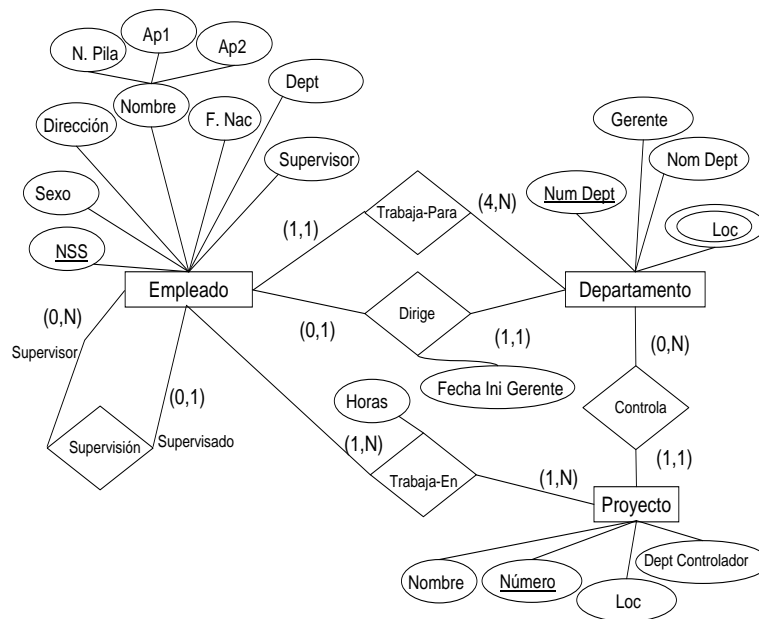 Ap1
N. Pila
Ap2
Dept
Nombre
F. Nac
Dirección
Supervisor
Sexo
NSS
Gerente
Nom Dept
Num Dept
Loc
Trabaja-Para
(4,N)
(1,1)
Empleado
Departamento
Dirige
(0,1)
(1,1)
(0,N)
Supervisor
(0,1)
Supervisión
Supervisado
Fecha Ini Gerente
(0,N)
Controla
(1,1)
Horas
(1,N)
Trabaja-En
(1,N)
Proyecto
Nombre
Número
Loc
Dept Controlador